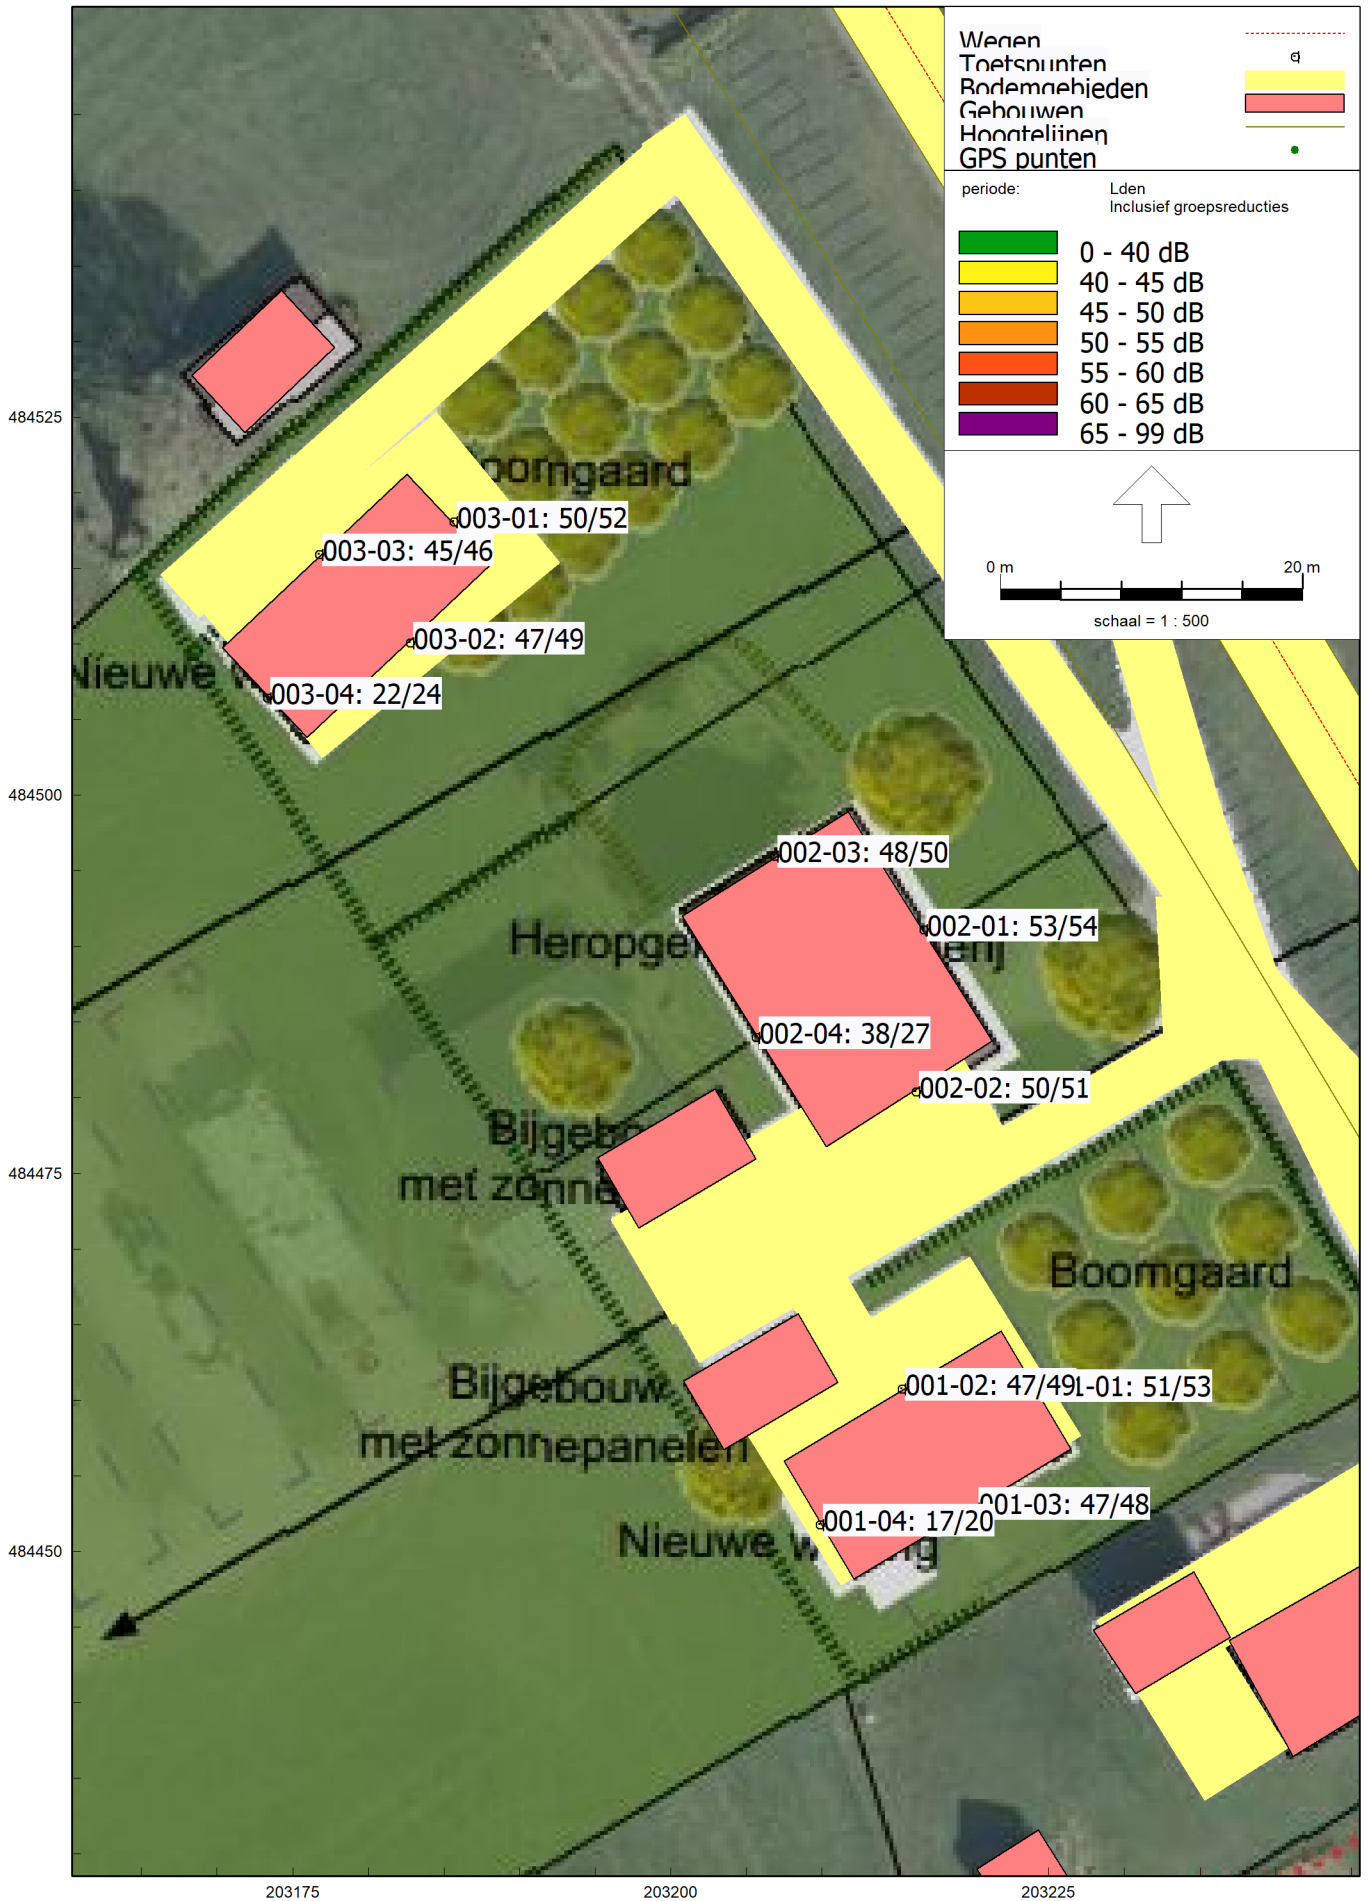 Wegen
Toetspunten
Bodemgebieden
Gebouwen
Hoogtelijnen
GPS punten
periode:
Lden
Inclusief groepsreducties
0 - 40 dB
40 - 45 dB
45 - 50 dB
50 - 55 dB
55 - 60 dB
60 - 65 dB
65 - 99 dB
0 m
20 m
schaal = 1 : 500
484525
003-01: 50/52
003-03: 45/46
003-02: 47/49
Nieuwe
003-04: 22/24
484500
002-03: 48/50
002-01: 53/54
002-04: 38/27
002-02: 50/51
484475
met
Boomgaard
Bijgebouw
001-02: 47/49
1-01: 51/53
met zonnepanelen
001-03: 47/48
001-04: 17/20
Nieuwe
484450
203175
203200
203225